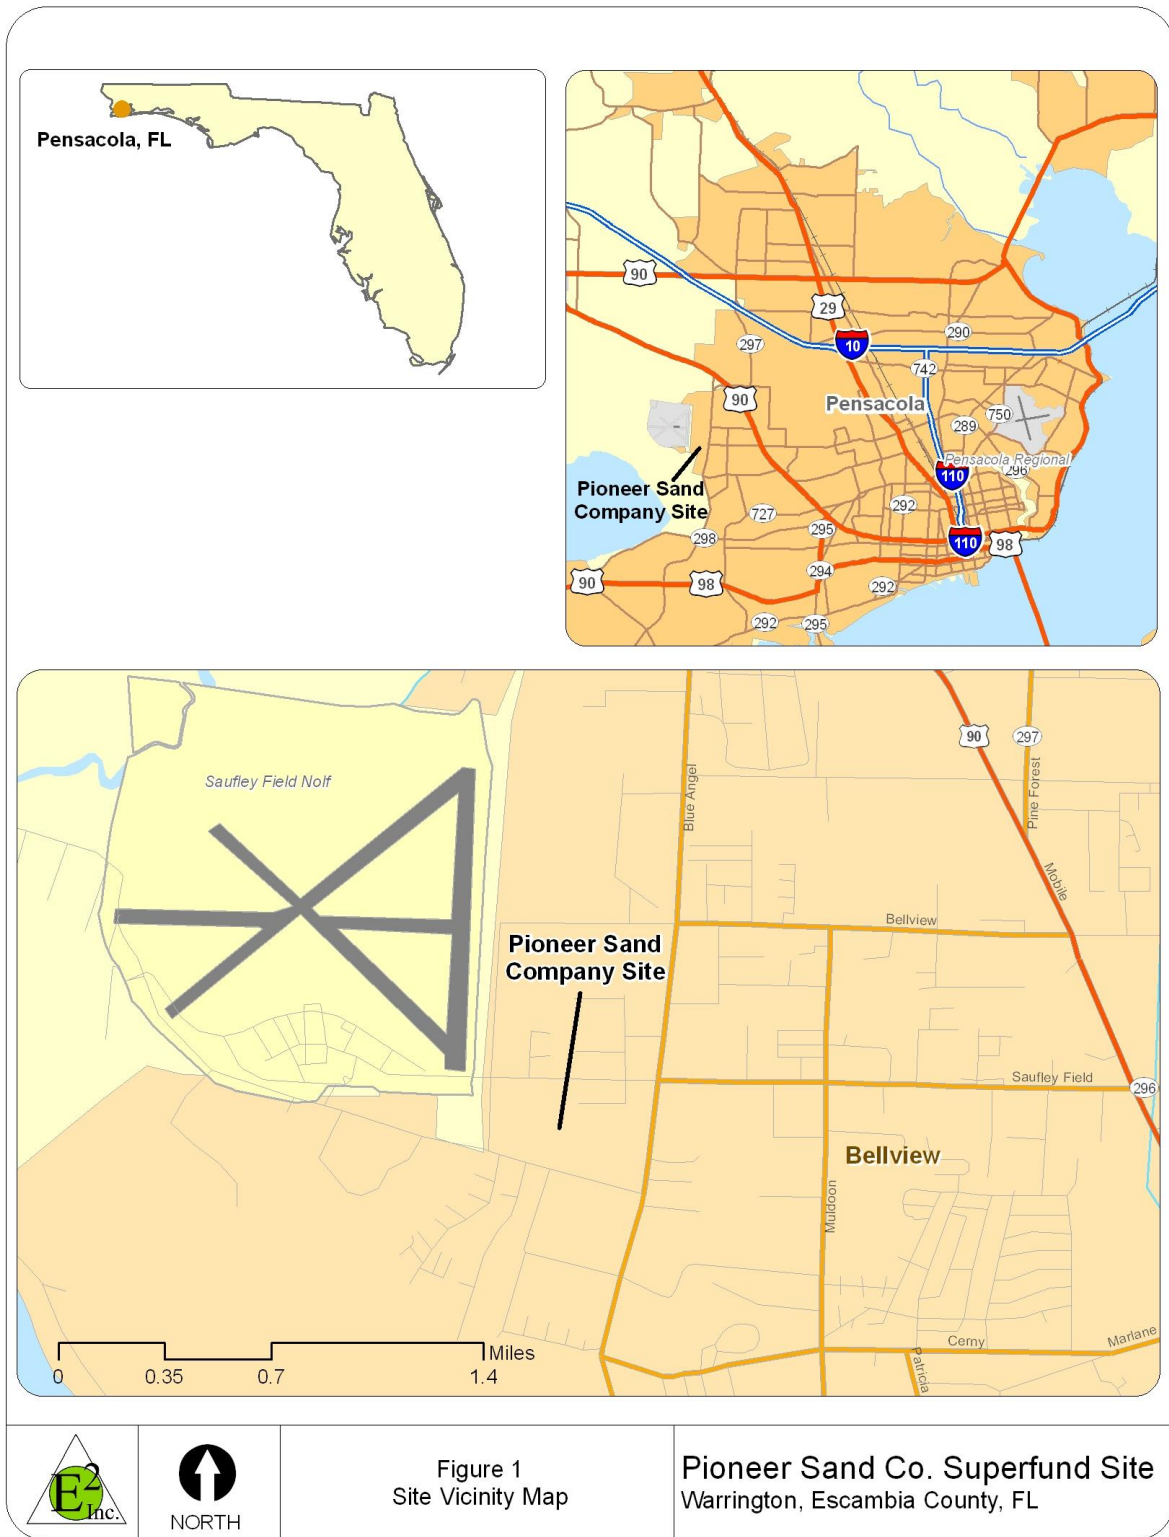 Pensacola, FL
90
29
290
297
10
742
90
Pensacola
750
289
Pensacola Regional
296
110
Pioneer Sand
Company Site
292
727
298
295
110
98
294
90
98
292
292
295
Saufley Field Nolf
Blue Angel
90
297
Pine Forest
Mobile
Bellview
Pioneer Sand
Company Site
Saufley Field
296
Bellview
Muldoon
Cerny
Marlane
Patricia
Miles
0
0.35
0.7
1.4
E2
Inc.
NORTH
Figure 1
Site Vicinity Map
Pioneer Sand Co. Superfund Site
Warrington, Escambia County, FL